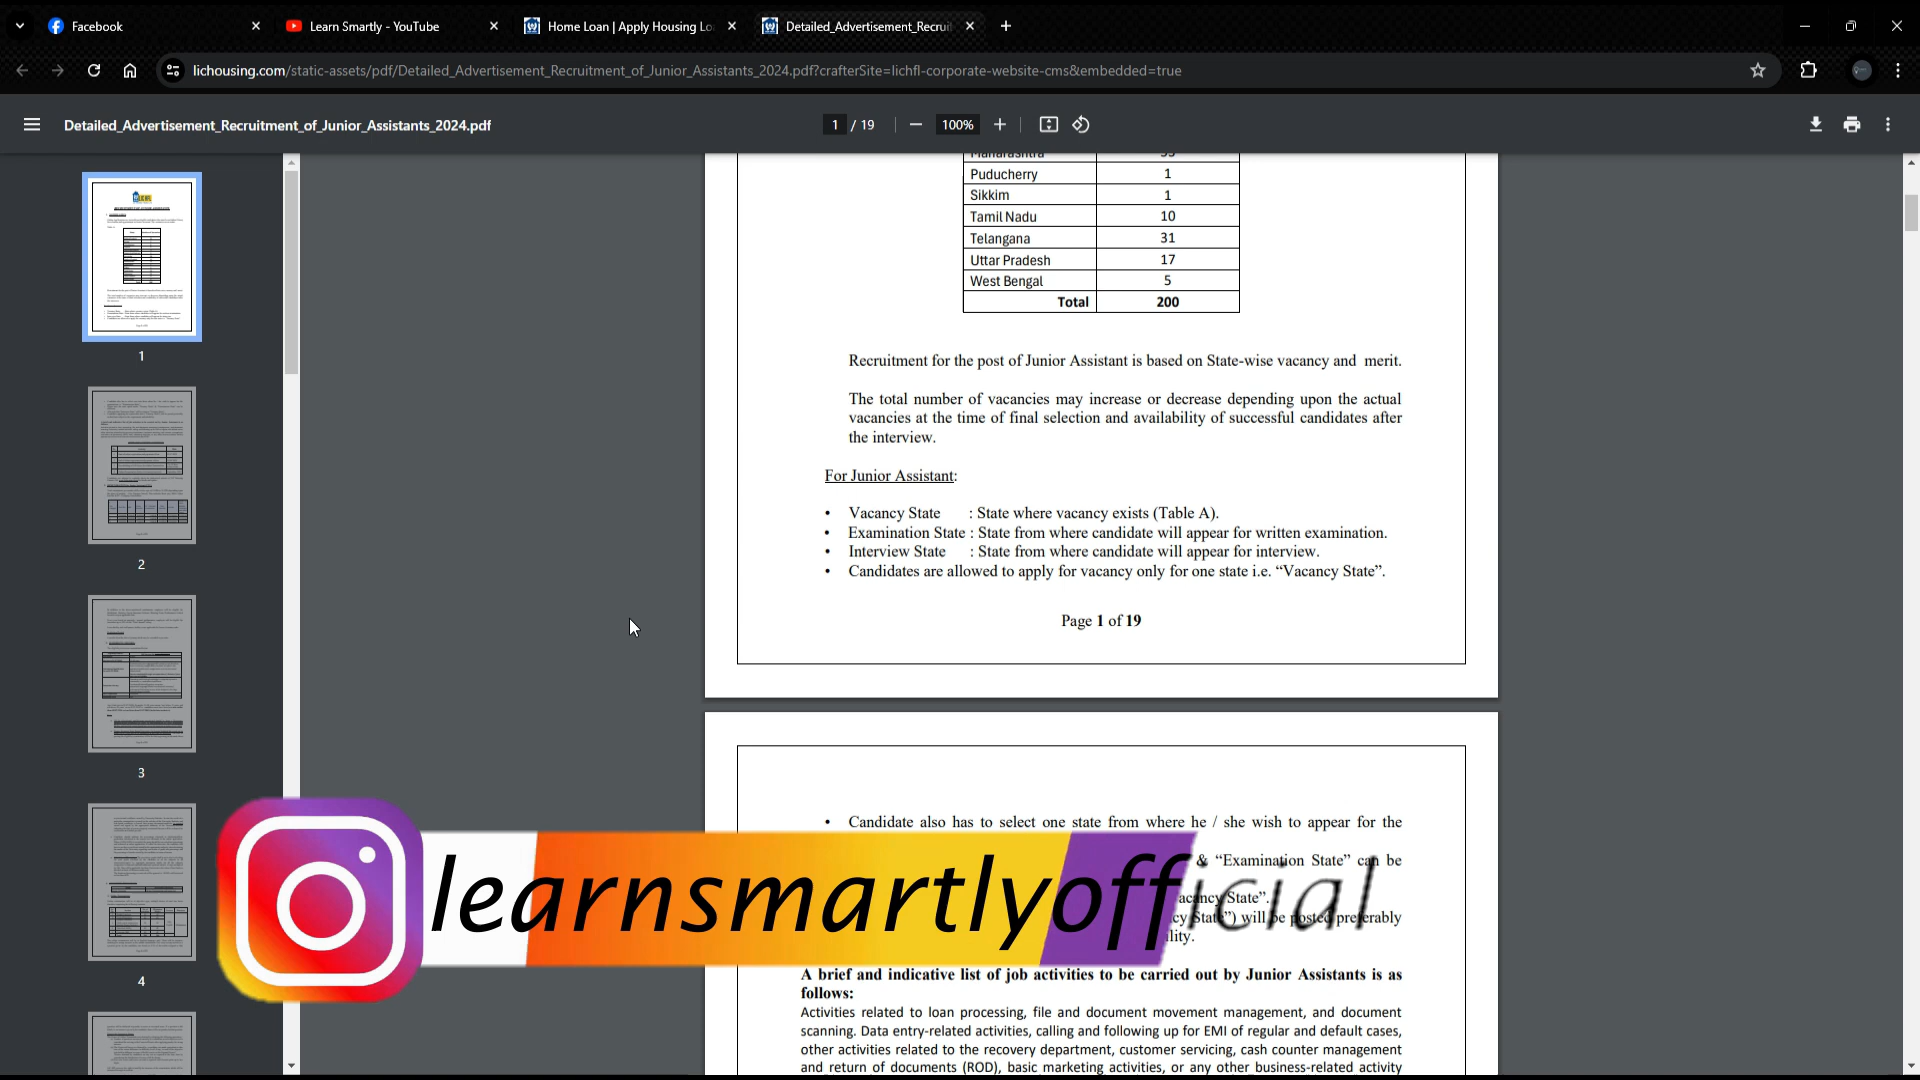 Facebook
Learn Smartly - YouTube
Home Loan | Apply Housing Lo
Detailed_Advertisement_Recrui
lichousing.com/static-assets/pdf/Detailed_Advertisement_Recruitment_of_Junior_Assistants_2024.pdf?crafterSite=lichfl-corporate-website-cms&embedded=true
Detailed_Advertisement_Recruitment_of_Junior_Assistants_2024.pdf
1 / 19
100%
1
2
3
4
Puducherry 1
Sikkim 1
Tamil Nadu 10
Telangana 31
Uttar Pradesh 17
West Bengal 5
Total 200
Recruitment for the post of Junior Assistant is based on State-wise vacancy and merit.
The total number of vacancies may increase or decrease depending upon the actual
vacancies at the time of final selection and availability of successful candidates after
the interview.
For Junior Assistant:
• Vacancy State : State where vacancy exists (Table A).
• Examination State : State from where candidate will appear for written examination.
• Interview State : State from where candidate will appear for interview.
• Candidates are allowed to apply for vacancy only for one state i.e. “Vacancy State”.
Page 1 of 19
• Candidate also has to select one state from where he / she wish to appear for the
& “Examination State” can be
State”.
will be posted preferably
learnsmartlyofficial
A brief and indicative list of job activities to be carried out by Junior Assistants is as
follows:
Activities related to loan processing, file and document movement management, and document
scanning. Data entry-related activities, calling and following up for EMI of regular and default cases,
other activities related to the recovery department, customer servicing, cash counter management
and return of documents (ROD), basic marketing activities, or any other business-related activity